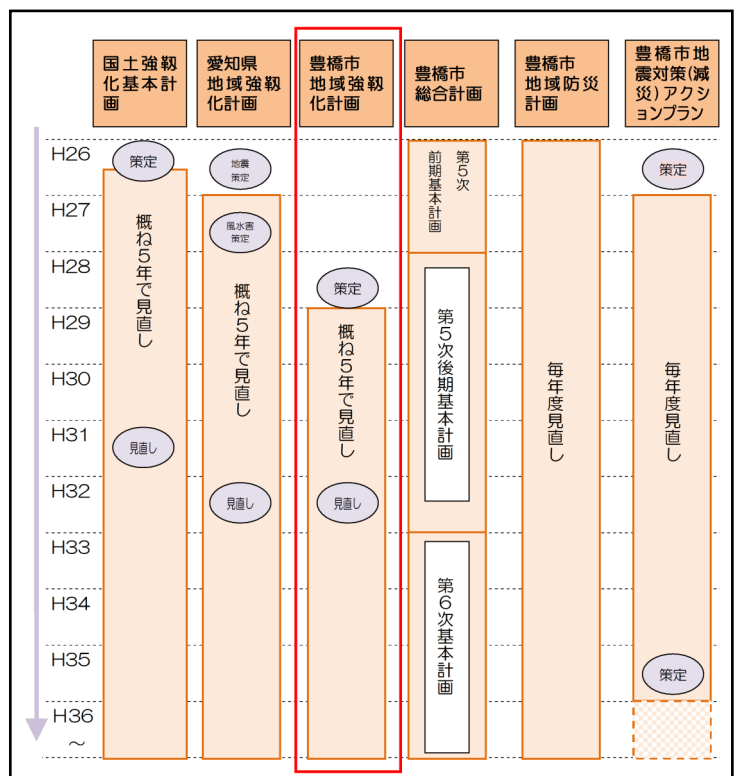 国土強靱
化基本計
画
愛知県
地域強靱
化計画
豊橋市
地域強靱
化計画
豊橋市
総合計画
豊橋市
地域防災
計画
豊橋市地
震対策(減
災)アクシ
ョンプラン
H26
H27
H28
H29
H30
H31
H32
H33
H34
H35
H36
～
策定
概ね5年で見直し
見直し
地震
策定
風水害
策定
概ね5年で見直し
見直し
策定
概ね5年で見直し
見直し
第5次
前期基本計画
第5次後期基本計画
第6次基本計画
毎年度見直し
策定
毎年度見直し
策定